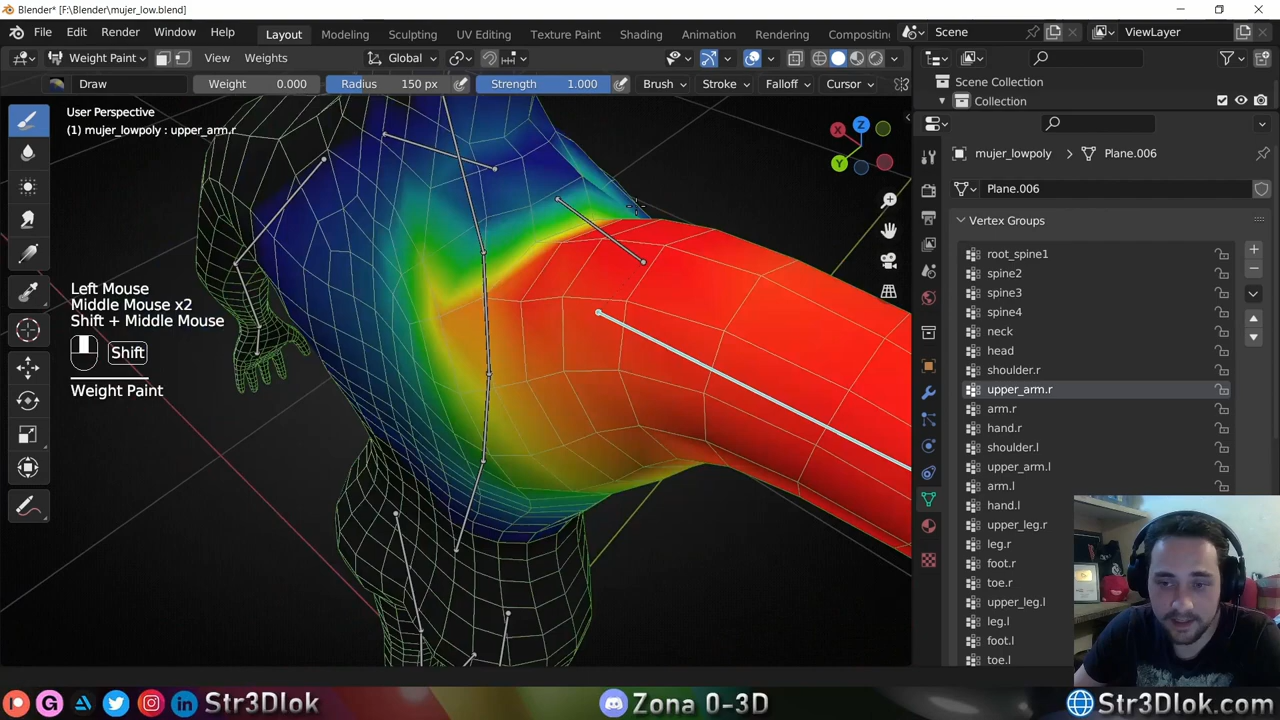 Blender* [F:\Blender\mujer_low.blend]
File Edit Render Window Help Layout Modeling Sculpting UV Editing Texture Paint Shading Animation Rendering Compositing Scene ViewLayer
Weight Paint View Weights Global
Draw Weight 0.000 Radius 150 px Strength 1.000 Brush Stroke Falloff Cursor
Scene Collection
Collection
User Perspective
(1) mujer_lowpoly : upper_arm.r
Z
X
Y
mujer_lowpoly > Plane.006
Plane.006
Vertex Groups
root_spine1
spine2
spine3
spine4
neck
head
shoulder.r
upper_arm.r
arm.r
hand.r
shoulder.l
upper_arm.l
arm.l
hand.l
upper_leg.r
leg.r
foot.r
toe.r
upper_leg.l
leg.l
foot.l
toe.l
Left Mouse
Middle Mouse x2
Shift + Middle Mouse
Shift
Weight Paint
Str3Dlok Zona 0-3D Str3Dlok.com